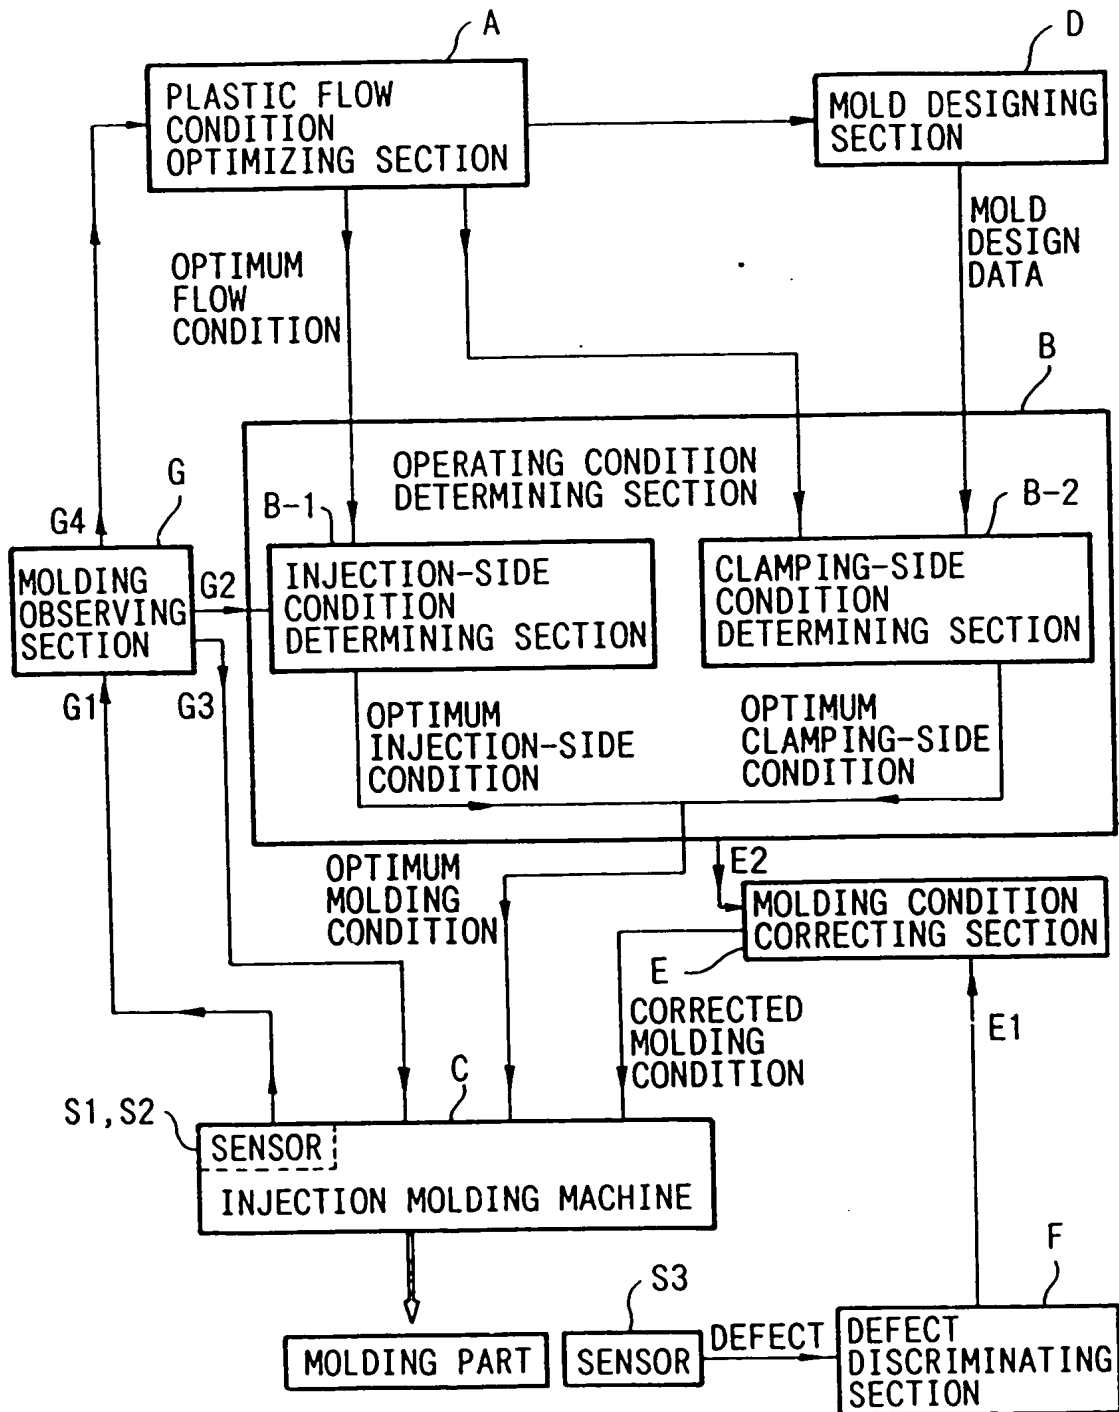 A
D
PLASTIC FLOW
CONDITION
OPTIMIZING SECTION
MOLD DESIGNING
SECTION
OPTIMUM
FLOW
CONDITION
MOLD
DESIGN
DATA
B
OPERATING CONDITION
DETERMINING SECTION
G
B-1
B-2
G4
MOLDING
OBSERVING
SECTION
G2
INJECTION-SIDE
CONDITION
DETERMINING SECTION
CLAMPING-SIDE
CONDITION
DETERMINING SECTION
G1
G3
OPTIMUM
INJECTION-SIDE
CONDITION
OPTIMUM
CLAMPING-SIDE
CONDITION
OPTIMUM
MOLDING
CONDITION
E2
MOLDING CONDITION
CORRECTING SECTION
E
CORRECTED
MOLDING
CONDITION
E1
C
S1,S2
SENSOR
INJECTION MOLDING MACHINE
S3
F
MOLDING PART
SENSOR
DEFECT
DEFECT
DISCRIMINATING
SECTION